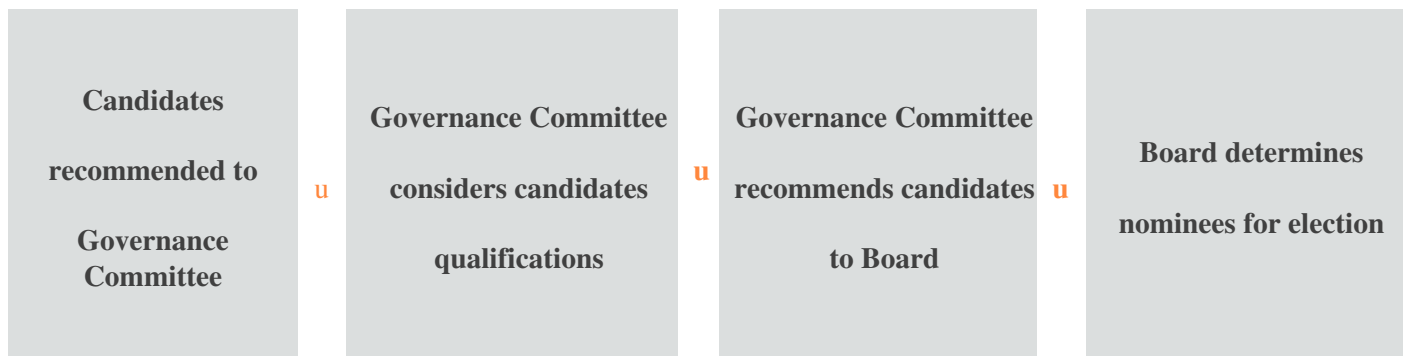 Candidates
recommended to
Governance
Committee
u
Governance Committee
considers candidates
qualifications
u
Governance Committee
recommends candidates
to Board
u
Board determines
nominees for election